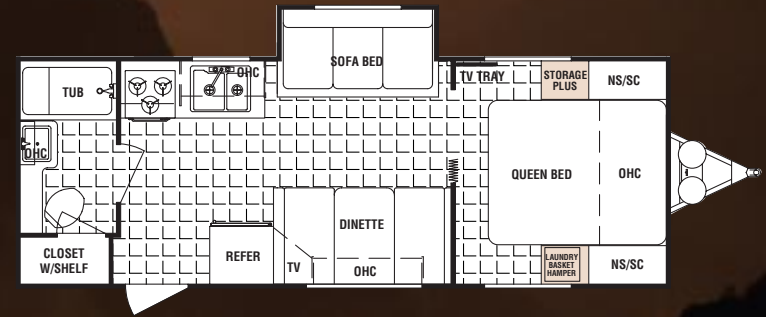 TUB
OHC
SOFA BED
TV TRAY
STORAGE
PLUS
NS/SC
OHC
QUEEN BED
OHC
DINETTE
REFER
TV
OHC
CLOSET
W/SHELF
LAUNDRY
BASKET
HAMPER
NS/SC